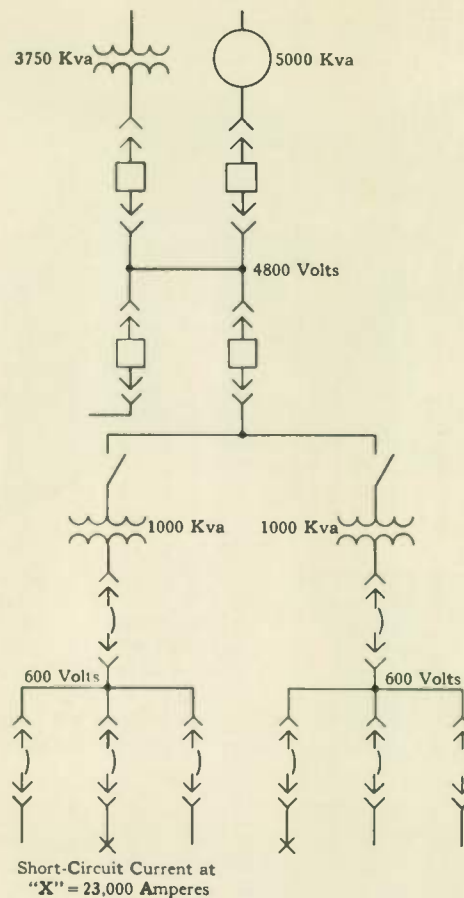 3750 Kva
5000 Kva
4800 Volts
1000 Kva
1000 Kva
600 Volts
600 Volts
X
X
Short-Circuit Current at
"X" = 23,000 Amperes